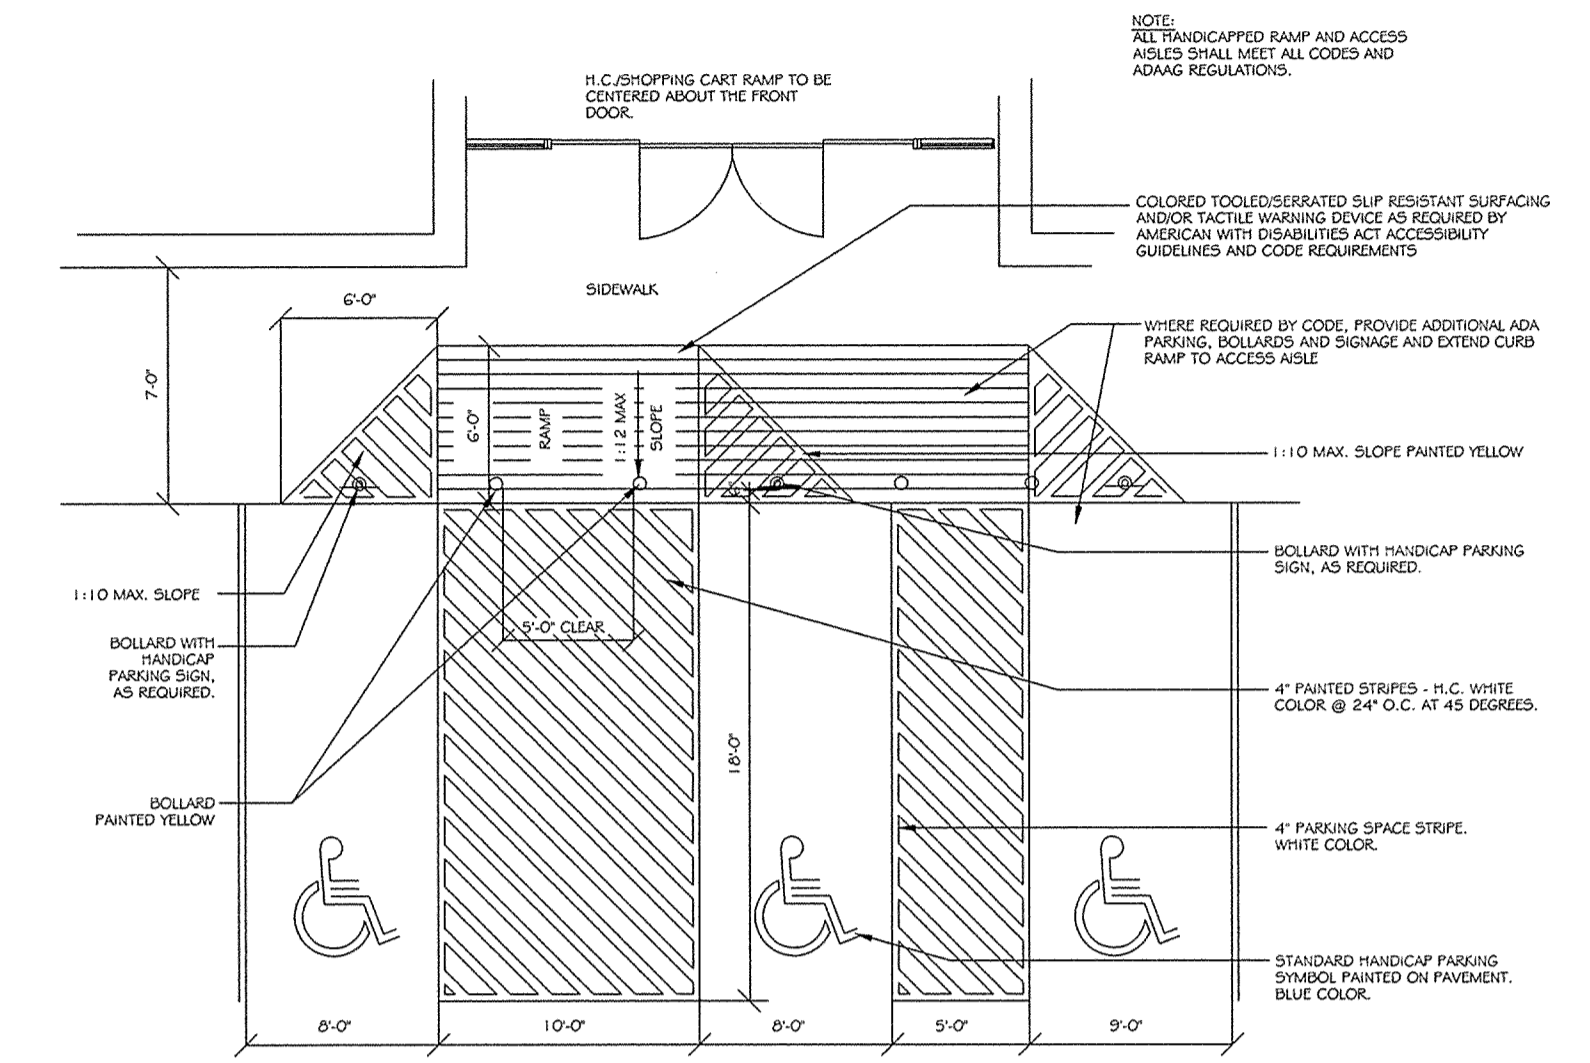 NOTE:
ALL HANDICAPPED RAMP AND ACCESS
AISLES SHALL MEET ALL CODES AND
ADAAG REGULATIONS.
H.C./SHOPPING CART RAMP TO BE
CENTERED ABOUT THE FRONT
DOOR.
COLORED TOOLED/SERRATED SLIP RESISTANT SURFACING
AND/OR TACTILE WARNING DEVICE AS REQUIRED BY
AMERICAN WITH DISABILITIES ACT ACCESSIBILITY
GUIDELINES AND CODE REQUIREMENTS
SIDEWALK
6'-0"
7'-0"
WHERE REQUIRED BY CODE, PROVIDE ADDITIONAL ADA
PARKING, BOLLARDS AND SIGNAGE AND EXTEND CURB
RAMP TO ACCESS AISLE
6'-0"
RAMP
1:12 MAX
SLOPE
1:10 MAX. SLOPE PAINTED YELLOW
BOLLARD WITH HANDICAP PARKING
SIGN, AS REQUIRED.
1:10 MAX. SLOPE
BOLLARD WITH
HANDICAP
PARKING SIGN,
AS REQUIRED.
5'-0" CLEAR
4" PAINTED STRIPES - H.C. WHITE
COLOR @ 24" O.C. AT 45 DEGREES.
18'-0"
BOLLARD
PAINTED YELLOW
4" PARKING SPACE STRIPE.
WHITE COLOR.
STANDARD HANDICAP PARKING
SYMBOL PAINTED ON PAVEMENT.
BLUE COLOR.
8'-0"
10'-0"
8'-0"
5'-0"
9'-0"